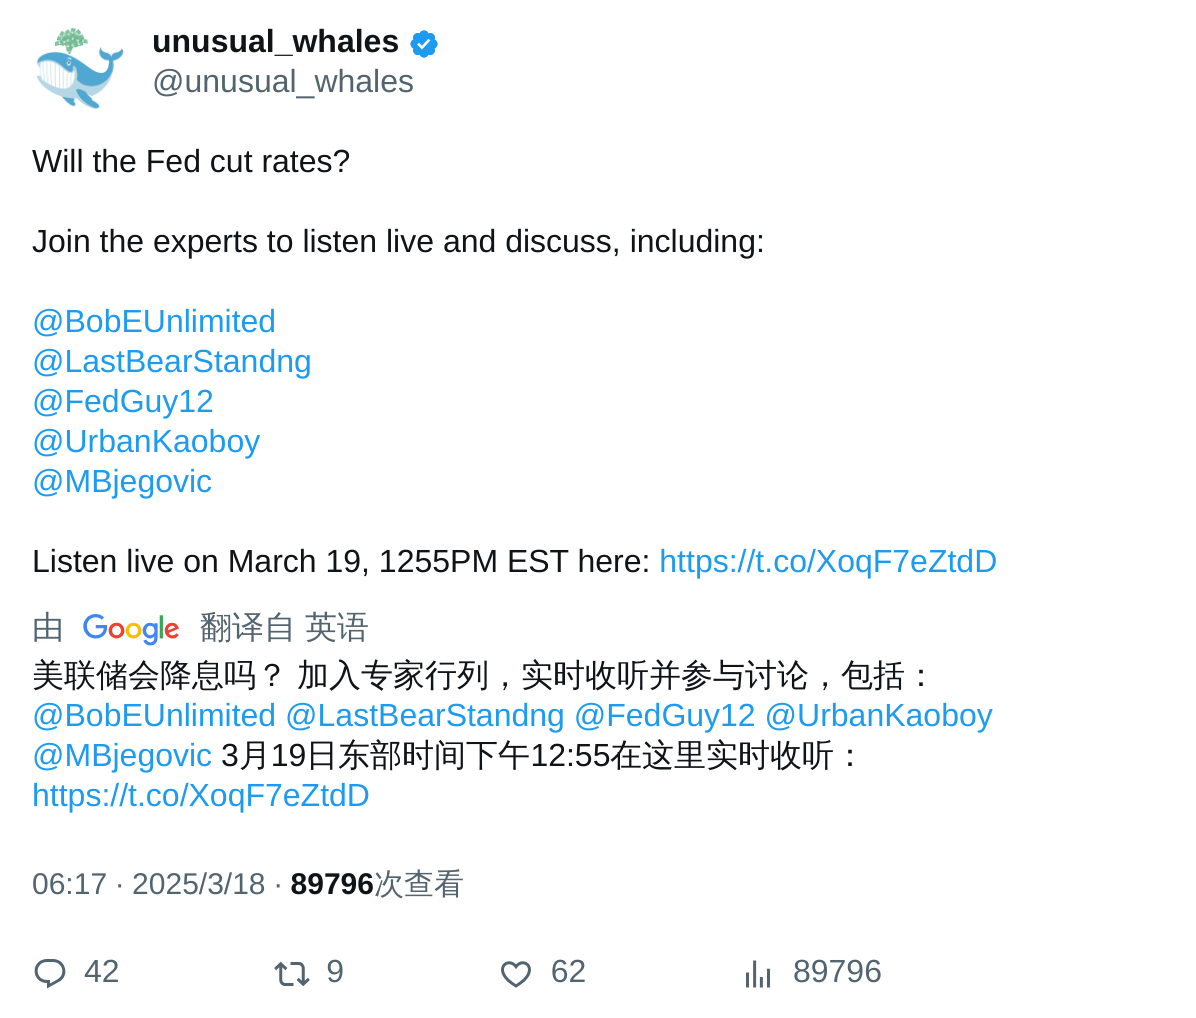 unusual_whales
@unusual_whales
Will the Fed cut rates?
Join the experts to listen live and discuss, including:
@BobEUnlimited
@LastBearStandng
@FedGuy12
@UrbanKaoboy
@MBjegovic
Listen live on March 19, 1255PM EST here: https://t.co/XoqF7eZtdD
由 Google 翻译自 英语
美联储会降息吗？ 加入专家行列，实时收听并参与讨论，包括：
@BobEUnlimited @LastBearStandng @FedGuy12 @UrbanKaoboy
@MBjegovic 3月19日东部时间下午12:55在这里实时收听：
https://t.co/XoqF7eZtdD
06:17 · 2025/3/18 · 89796次查看
42 9 62 89796